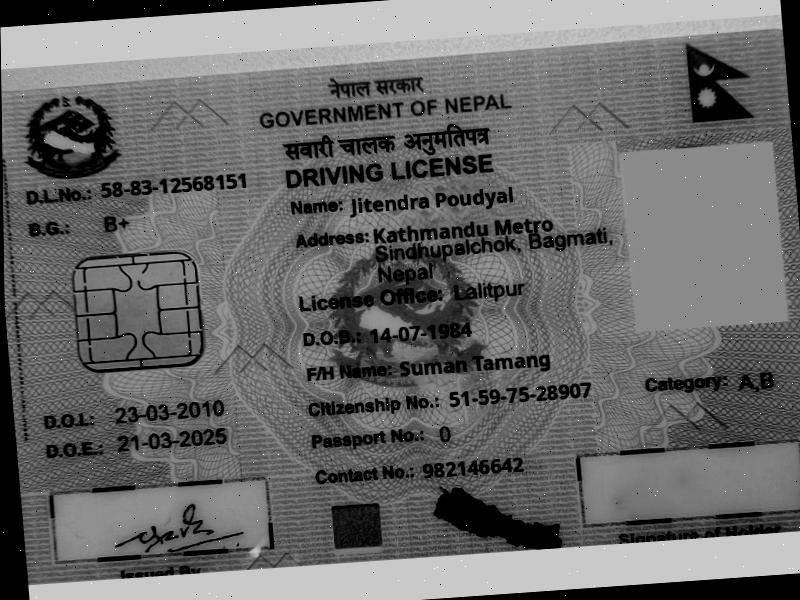 नेपाल सरकार
GOVERNMENT OF NEPAL
सवारी चालक अनुमतिपत्र
DRIVING LICENSE
D.L.No.: 58-83-12568151
B.G.: B+
Name: Jitendra Poudyal
Address: Kathmandu Metro
Sindhupalchok, Bagmati,
Nepal
License Office: Lalitpur
D.O.B.: 14-07-1984
F/H Name: Suman Tamang
Citizenship No.: 51-59-75-28907
Category: A,B
D.O.I.: 23-03-2010
D.O.E.: 21-03-2025
Passport No.: 0
Contact No.: 982146642
Issued By
Signature of Holder